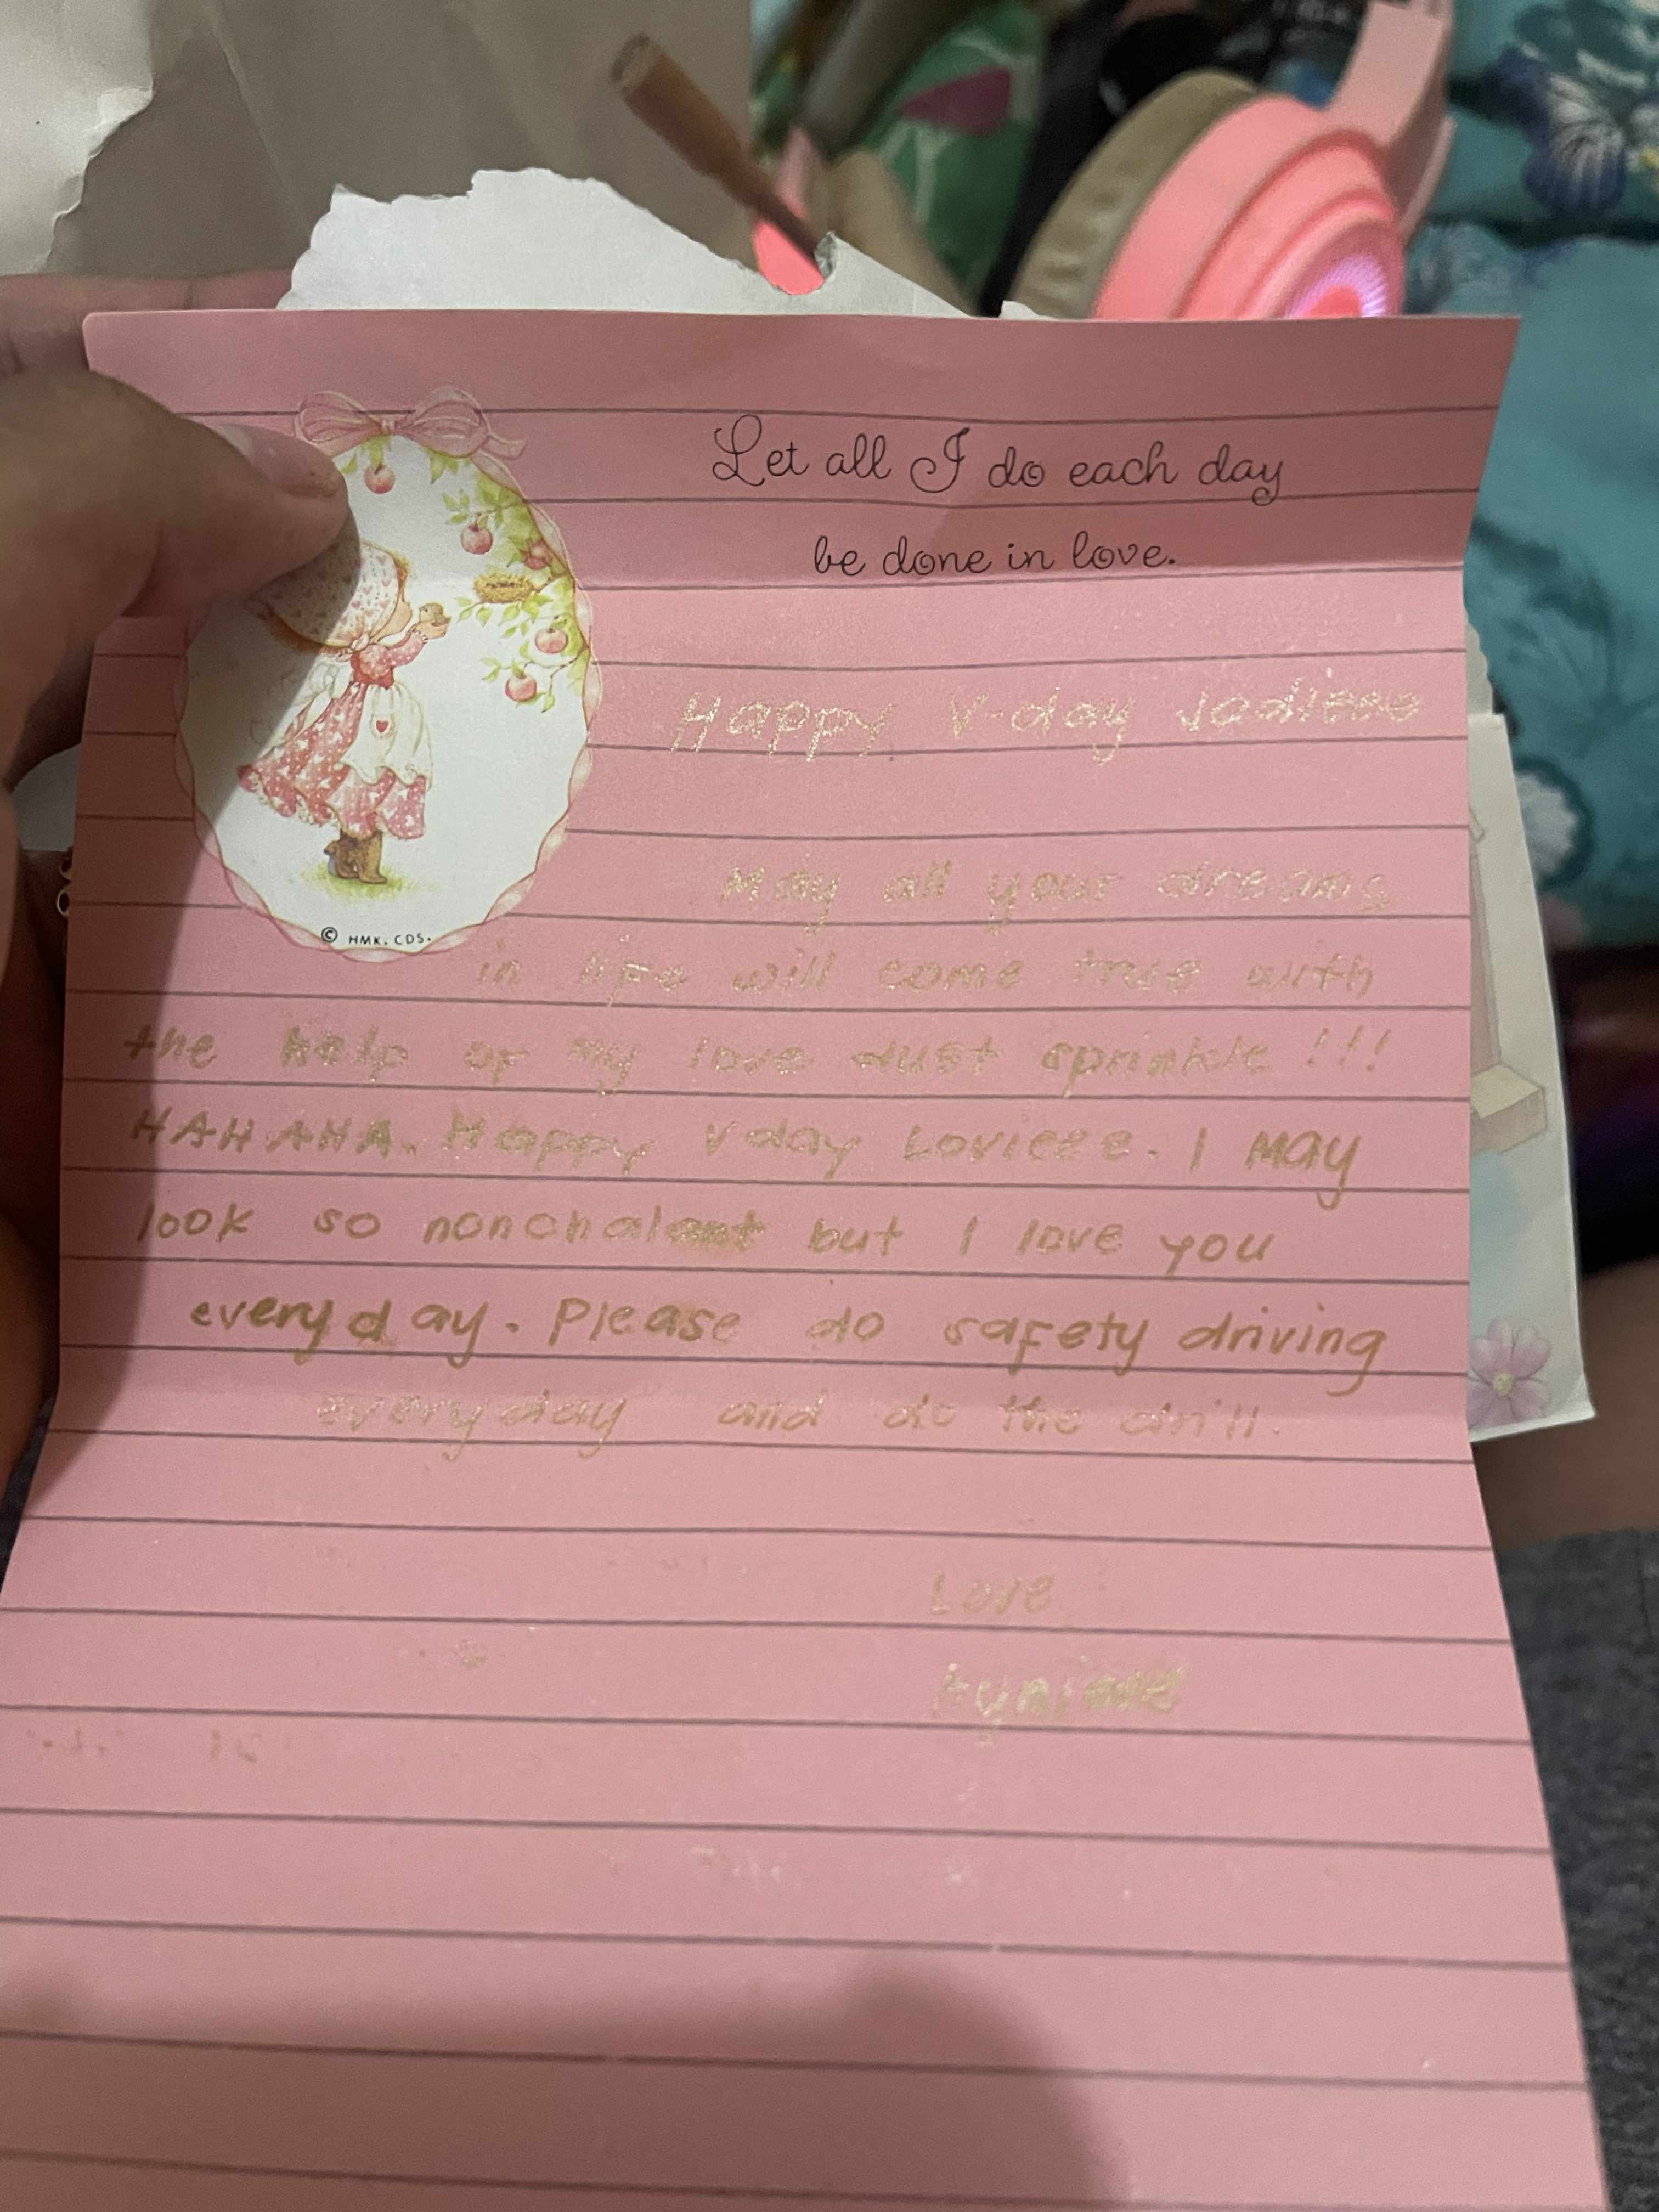 Let all I do each day
be done in love.
Happy V-day Jodieee
© HMK. CDS.
May all your dreams
in life will come true with
the help of my love dust sprinkle!!!
HAHAHA. Happy Vday Lovieee. I May
look so nonchalant but I love you
everyday. Please do safety driving
everyday and do the drill.
Love,